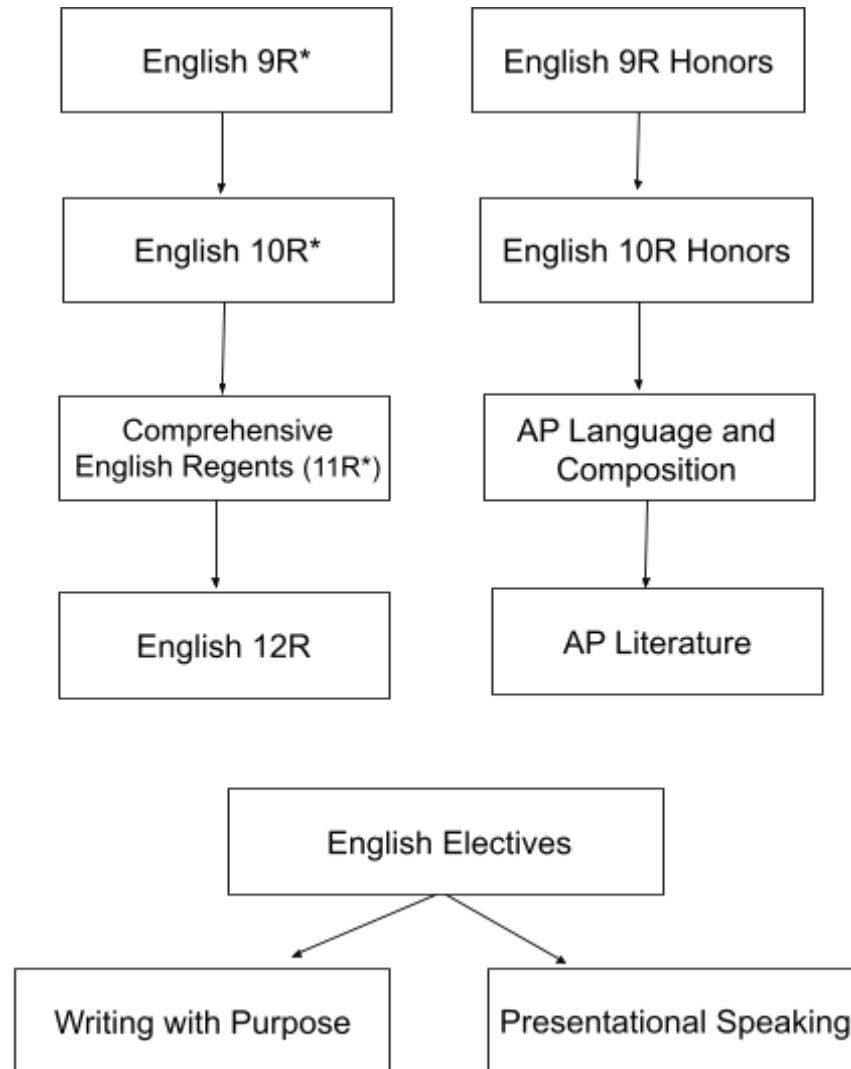 English 9R*
English 9R Honors
English 10R*
English 10R Honors
Comprehensive
English Regents (11R*)
AP Language and
Composition
English 12R
AP Literature
English Electives
Writing with Purpose
Presentational Speaking